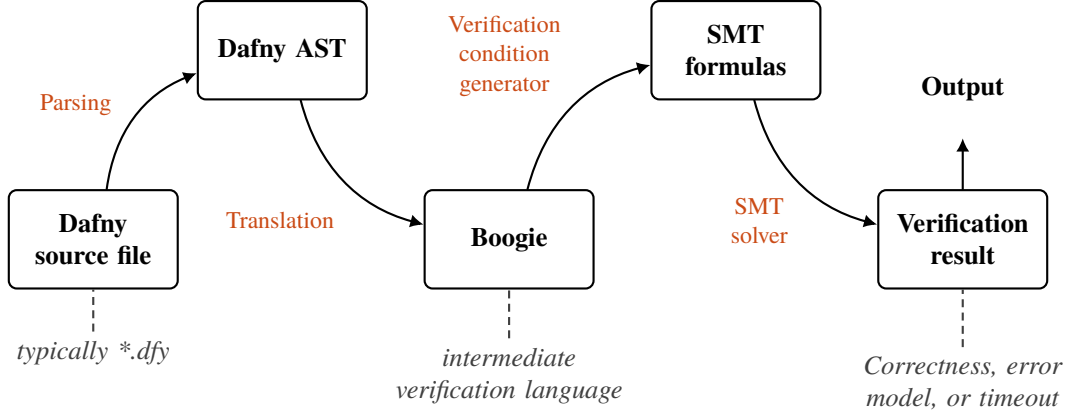 Dafny AST
Verification
condition
generator
SMT
formulas
Parsing
Output
Dafny
source file
Translation
Boogie
SMT
solver
Verification
result
typically *.dfy
intermediate
verification language
Correctness, error
model, or timeout